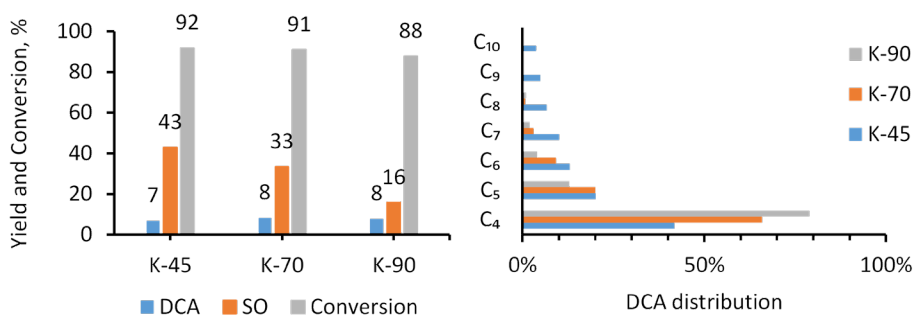 Yield and Conversion, %
100
80
60
40
20
0
7
43
92
8
33
91
8
16
88
K-45
K-70
K-90
DCA
SO
Conversion
C₁₀
C₉
C₈
C₇
C₆
C₅
C₄
0%
50%
100%
DCA distribution
K-90
K-70
K-45